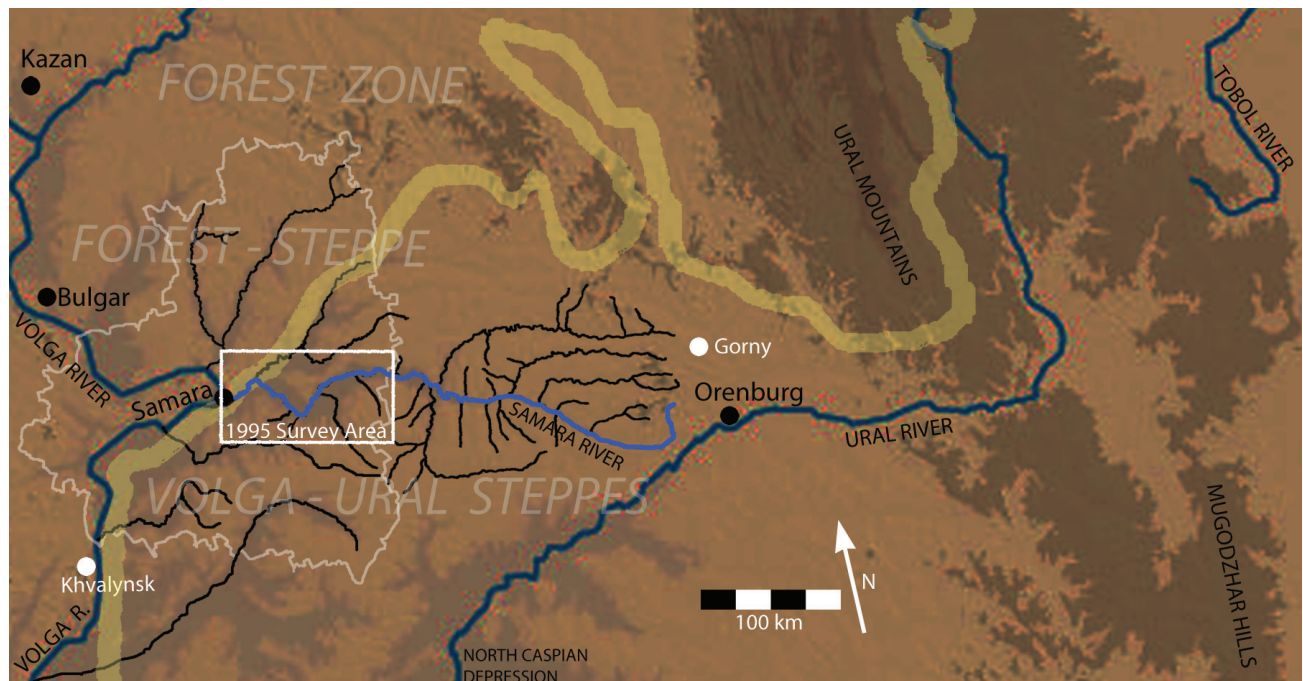 Kazan
FOREST ZONE
TOBOL RIVER
URAL MOUNTAINS
FOREST - STEPPE
Bulgar
VOLGA RIVER
Gorny
Samara
Orenburg
1995 Survey Area
SAMARA RIVER
URAL RIVER
VOLGA - URAL STEPPES
MUGODZHAR HILLS
Khvalynsk
N
100 km
VOLGA R.
NORTH CASPIAN
DEPRESSION